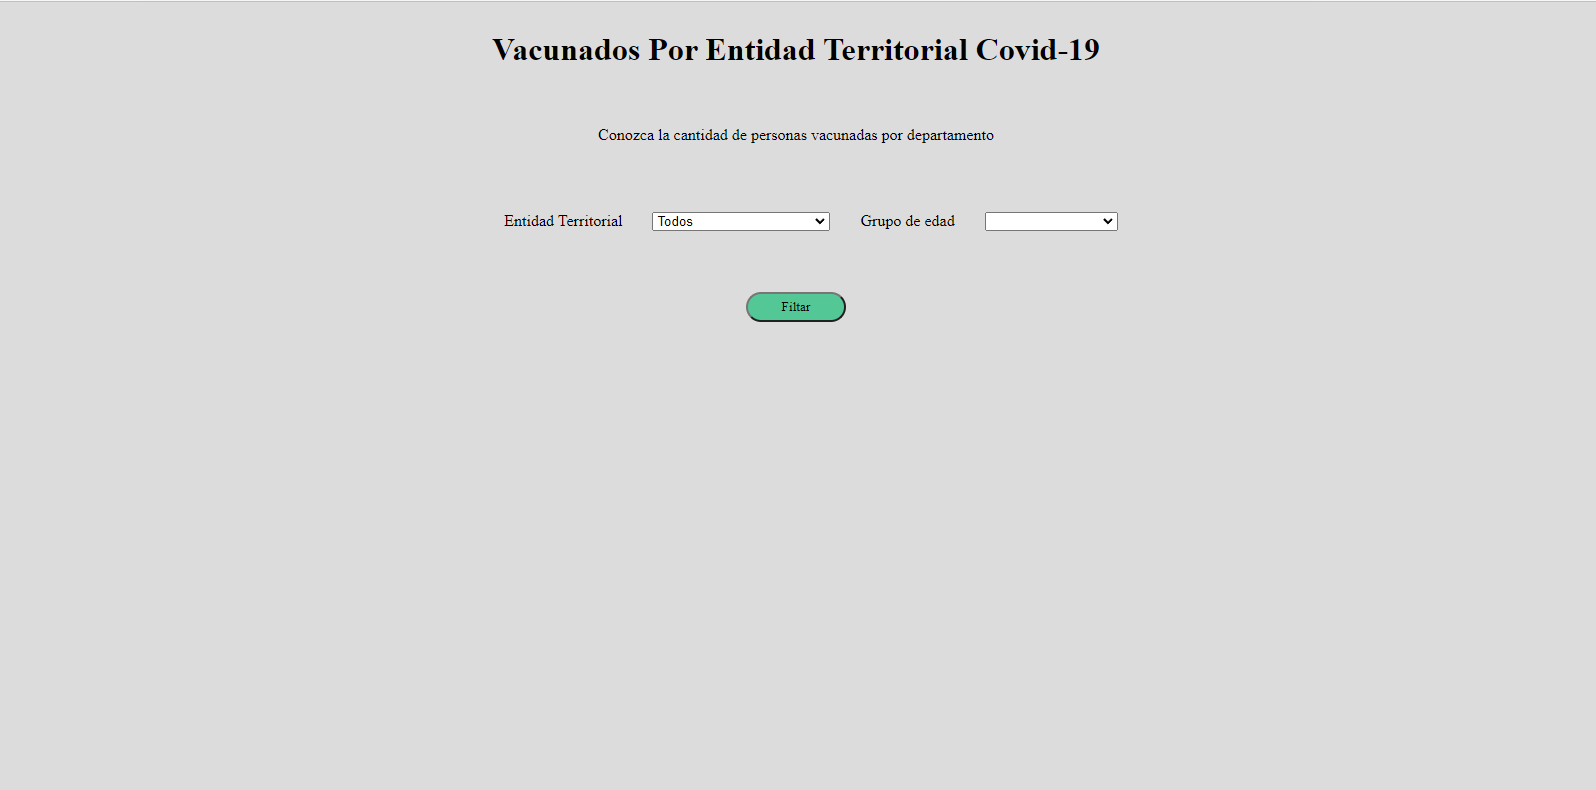 Vacunados Por Entidad Territorial Covid-19
Conozca la cantidad de personas vacunadas por departamento
Entidad Territorial Todos Grupo de edad
Filtar